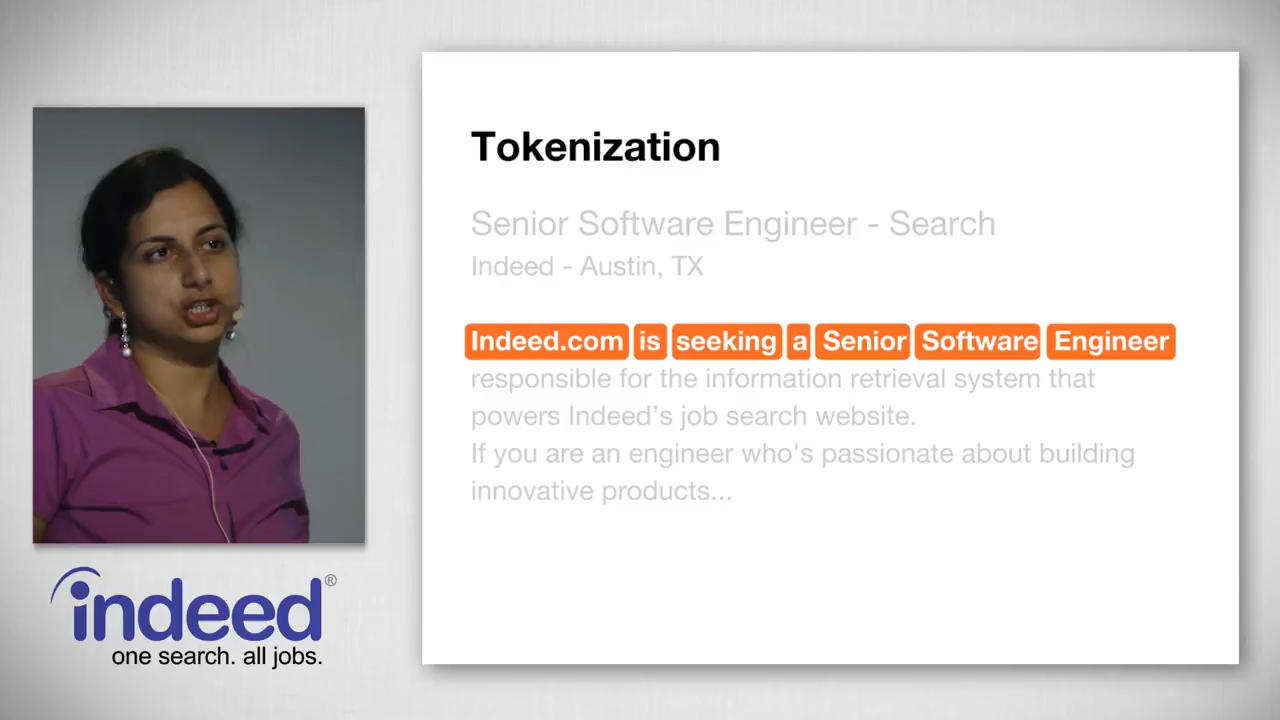 Tokenization
Senior Software Engineer - Search
Indeed - Austin, TX
Indeed.com is seeking a Senior Software Engineer
responsible for the information retrieval system that
powers Indeed’s job search website.
If you are an engineer who's passionate about building
innovative products...
indeed®
one search. all jobs.